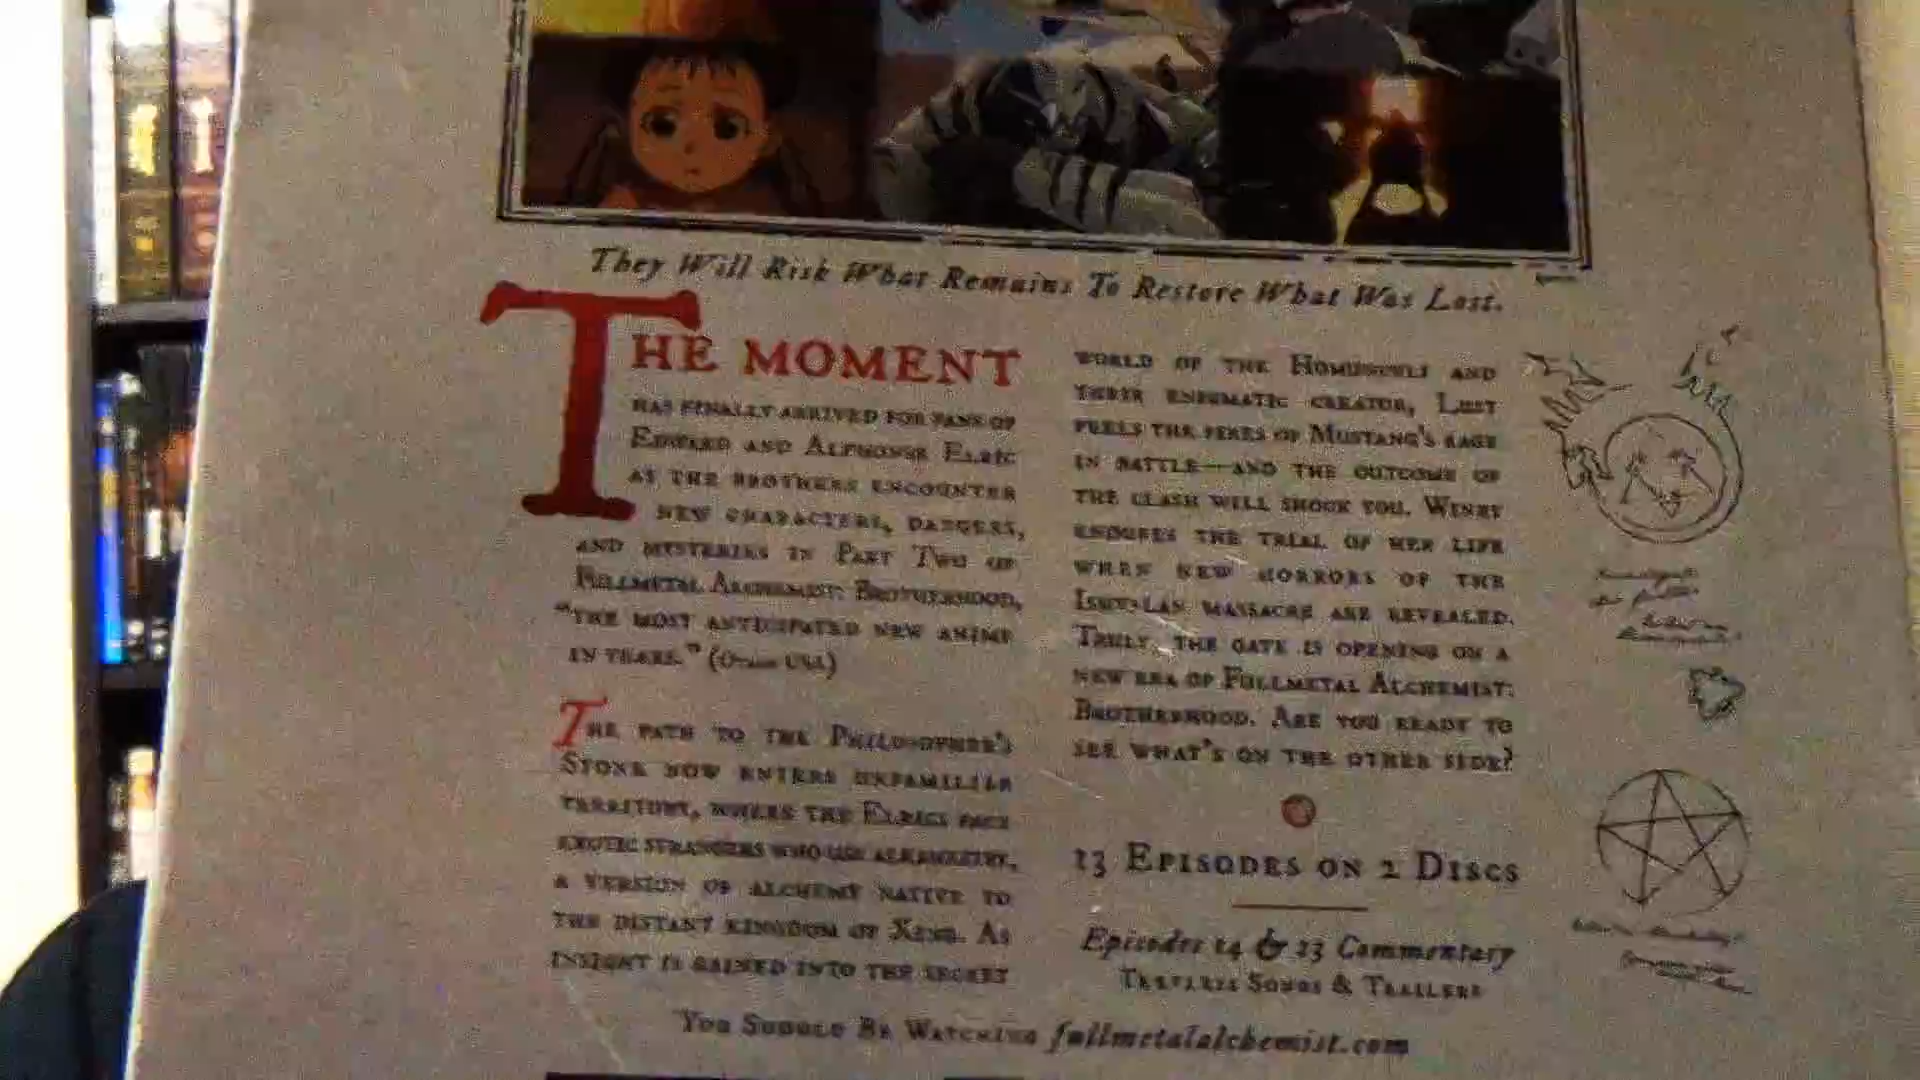 They Will Risk What Remains To Restore What Was Lost.
THE MOMENT
HAS FINALLY ARRIVED FOR FANS OF
EDWARD AND ALPHONSE ELRIC
AS THE BROTHERS ENCOUNTER
NEW CHARACTERS, DANGERS,
AND MYSTERIES IN PART TWO OF
FULLMETAL ALCHEMIST: BROTHERHOOD,
"THE MOST ANTICIPATED NEW ANIME
IN YEARS." (Otaku USA)
THE PATH TO THE PHILOSOPHER'S
STONE NOW ENTERS UNFAMILIAR
TERRITORY, WHERE THE ELRICS FACE
EXOTIC STRANGERS WHO USE ALKAHESTRY,
A VERSION OF ALCHEMY NATIVE TO
THE DISTANT KINGDOM OF XING. AS
INSIGHT IS GAINED INTO THE SECRET
WORLD OF THE HOMUNCULI AND
THEIR ENIGMATIC CREATOR, LUST
FEELS THE FIRES OF MUSTANG'S RAGE
IN BATTLE—AND THE OUTCOME OF
THE CLASH WILL SHOCK YOU. WINRY
ENDURES THE TRIAL OF HER LIFE
WHEN NEW HORRORS OF THE
ISHVALAN MASSACRE ARE REVEALED.
TRULY, THE GATE IS OPENING ON A
NEW ERA OF FULLMETAL ALCHEMIST:
BROTHERHOOD. ARE YOU READY TO
SEE WHAT'S ON THE OTHER SIDE?
13 EPISODES ON 2 DISCS
Episodes 14 & 23 Commentary
TEXTLESS SONGS & TRAILERS
YOU SHOULD BE WATCHING fullmetalalchemist.com